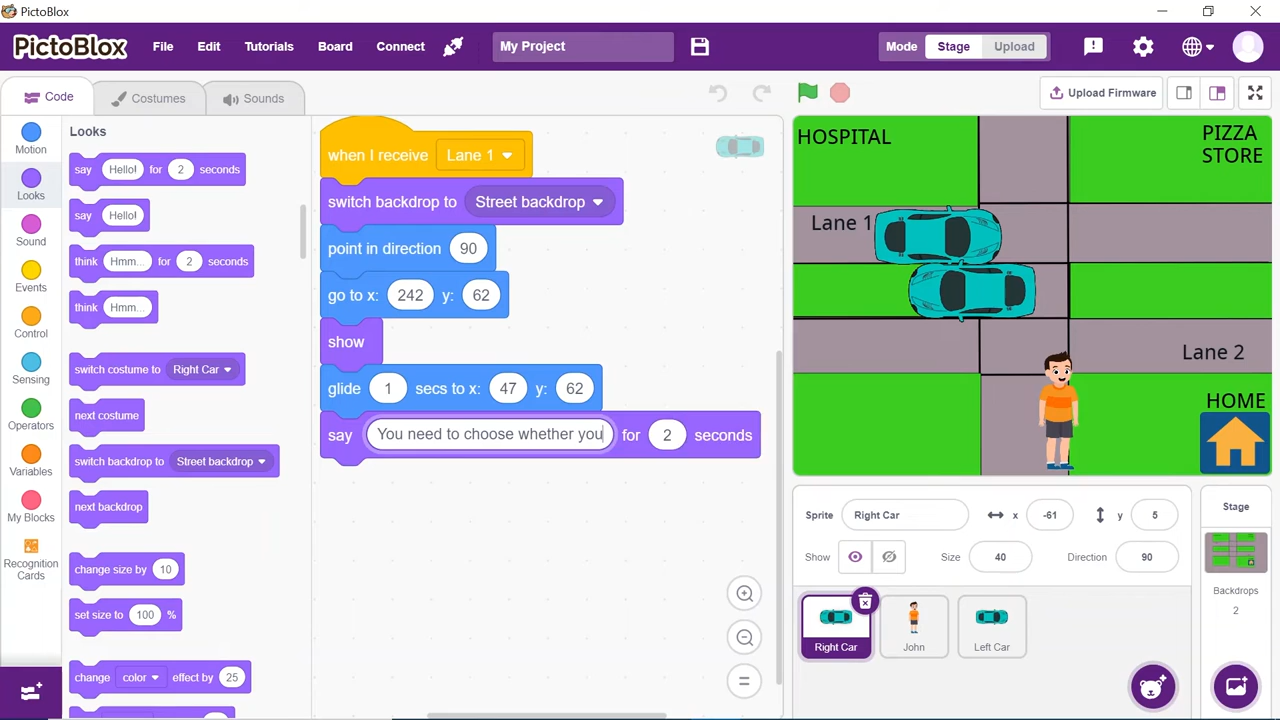 PictoBlox
PictoBlox File Edit Tutorials Board Connect My Project Mode Stage Upload
Code Costumes Sounds Upload Firmware
Motion
Looks
Sound
Events
Control
Sensing
Operators
Variables
My Blocks
Recognition
Cards
Looks
say Hello! for 2 seconds
say Hello!
think Hmm... for 2 seconds
think Hmm...
switch costume to Right Car
next costume
switch backdrop to Street backdrop
next backdrop
change size by 10
set size to 100 %
change color effect by 25
when I receive Lane 1
switch backdrop to Street backdrop
point in direction 90
go to x: 242 y: 62
show
glide 1 secs to x: 47 y: 62
say You need to choose whether you for 2 seconds
HOSPITAL
PIZZA
STORE
Lane 1
Lane 2
HOME
Sprite Right Car x -61 y 5
Show Size 40 Direction 90
Right Car John Left Car
Stage
Backdrops
2